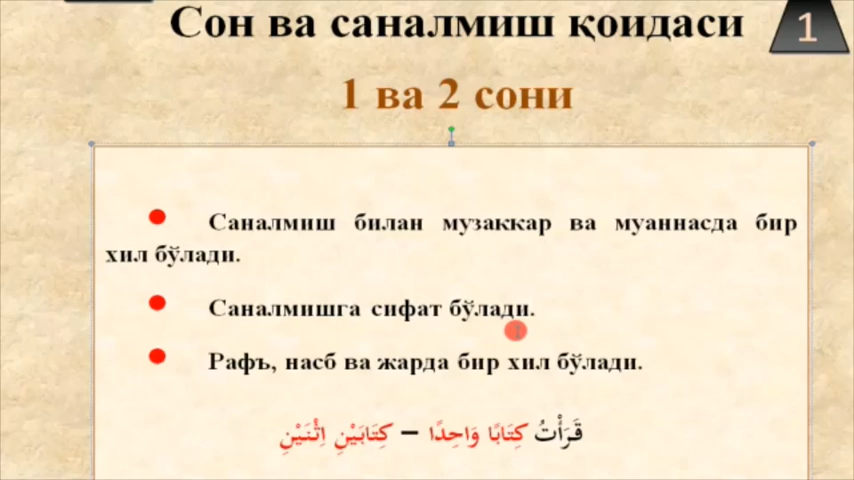 Сон ва саналмиш қоидаси
1
1 ва 2 сони
Саналмиш билан музаккар ва муаннасда бир
хил бўлади.
Саналмишга сифат бўлади.
Рафъ, насб ва жарда бир хил бўлади.
قَرَأْتُ كِتَابًا وَاحِدًا – كِتَابَيْنِ اِثْنَيْنِ